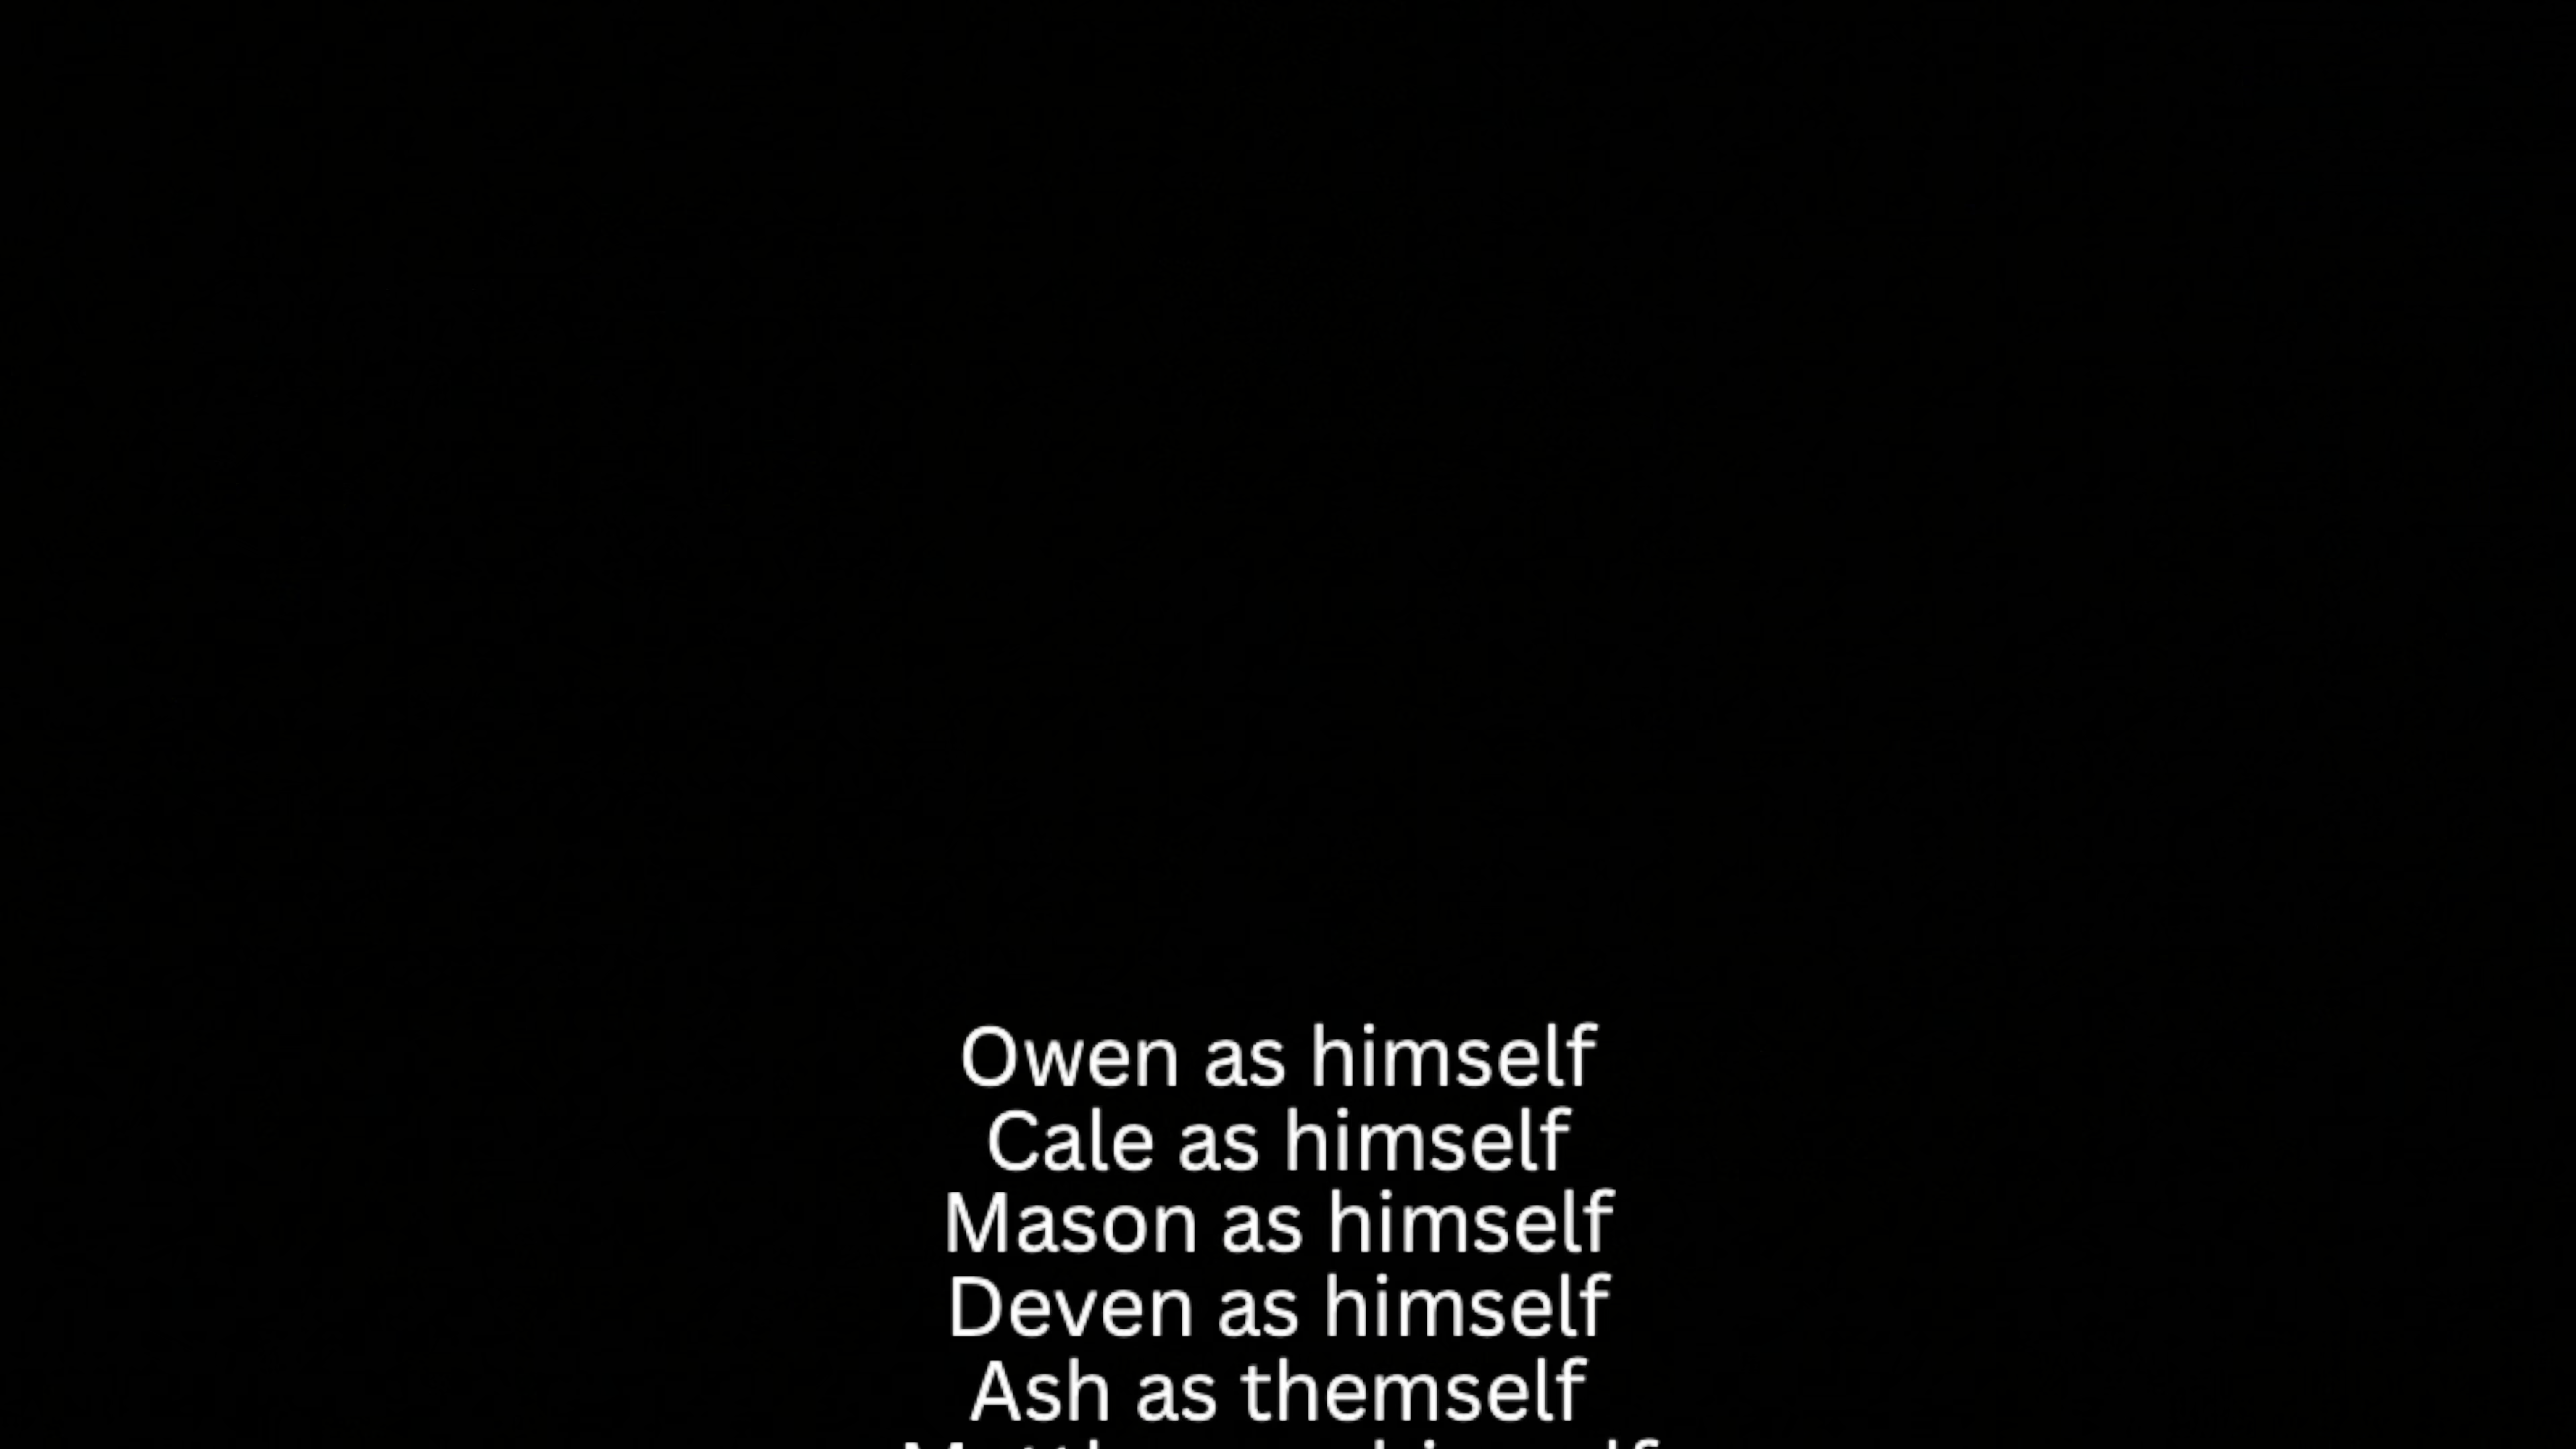 Owen as himself
Cale as himself
Mason as himself
Deven as himself
Ash as themself